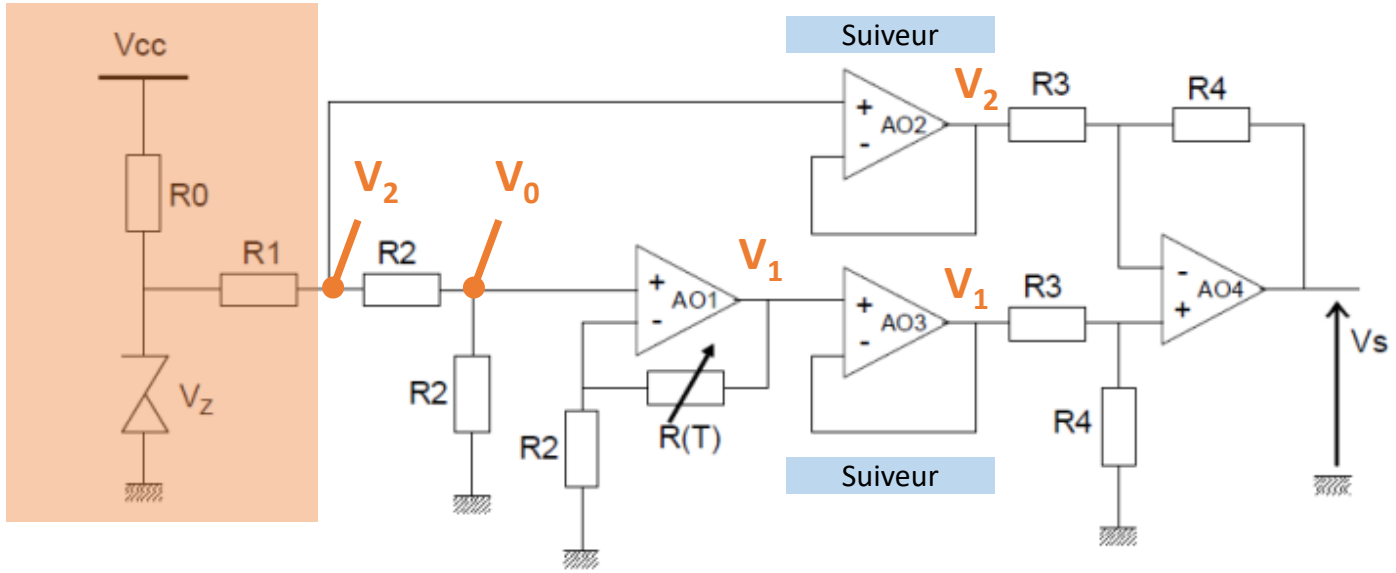 Suiveur
Vcc
V2
R3
R4
+
AO2
-
R0
V2
V0
R1
R2
V1
V1
R3
+
AO1
-
+
AO3
-
-
AO4
+
Vs
VZ
R2
R2
R(T)
R4
Suiveur